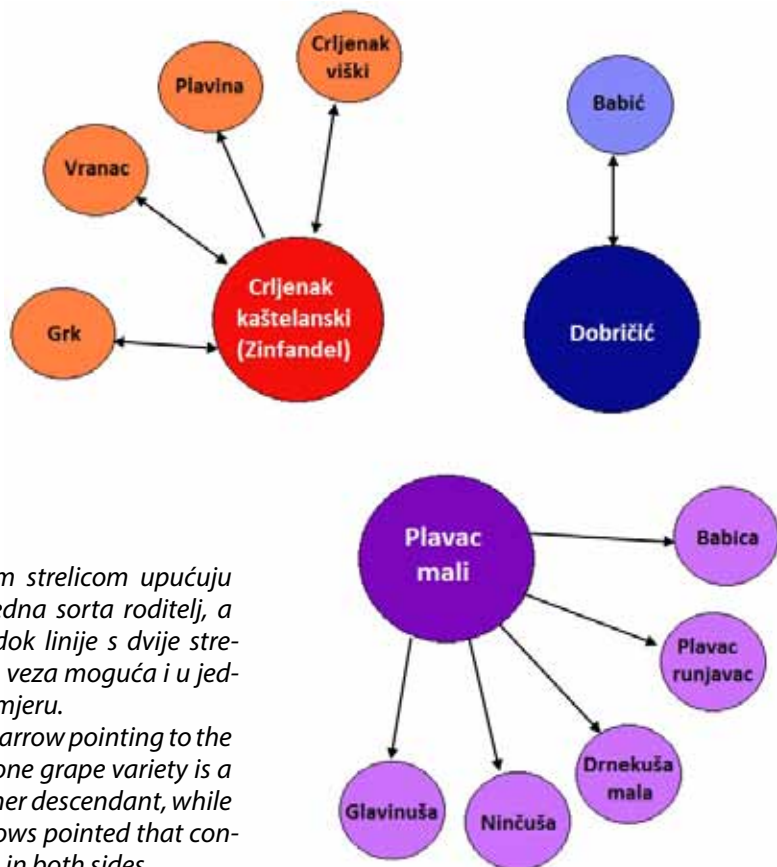 Crljenak
viški
Plavina
Babić
Vranac
Crljenak
kaštelanski
(Zinfandel)
Grk
Dobričić
Plavac
mali
Babica
Plavac
runjavac
Drnekuša
mala
Glavinuša
Ninčuša
m strelicom upućuju
edna sorta roditelj, a
dok linije s dvije stre-
veza moguća i u jed-
mjeru.
arrow pointing to the
one grape variety is a
her descendant, while
ows pointed that con-
in both sides